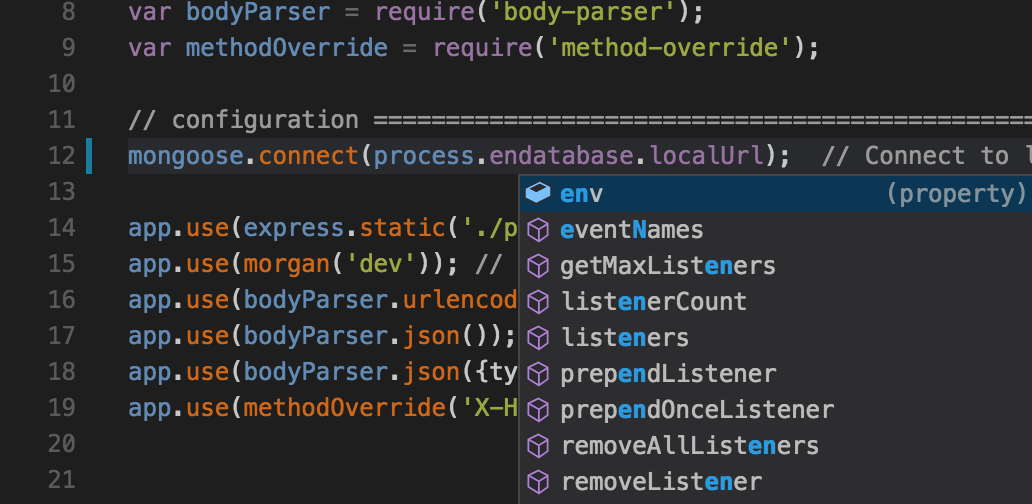 8 var bodyParser = require('body-parser');
9 var methodOverride = require('method-override');
10
11 // configuration =============================================
12 mongoose.connect(process.endatabase.localUrl);  // Connect to
13
env (property)
14 app.use(express.static('./p
eventNames
15 app.use(morgan('dev')); //
getMaxListeners
16 app.use(bodyParser.urlencod
listenerCount
17 app.use(bodyParser.json());
listeners
18 app.use(bodyParser.json({ty
prependListener
19 app.use(methodOverride('X-H
prependOnceListener
20
removeAllListeners
21
removeListener